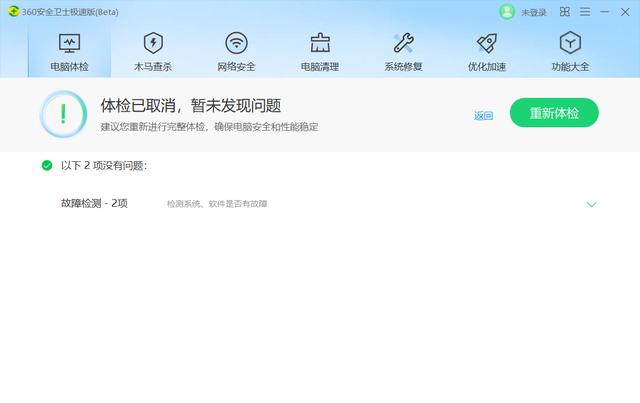 360安全卫士极速版(Beta)
未登录
电脑体检
木马查杀
网络安全
电脑清理
系统修复
优化加速
功能大全
体检已取消，暂未发现问题
建议您重新进行完整体检，确保电脑安全和性能稳定
返回
重新体检
以下 2 项没有问题：
故障检测 - 2项
检测系统、软件是否有故障